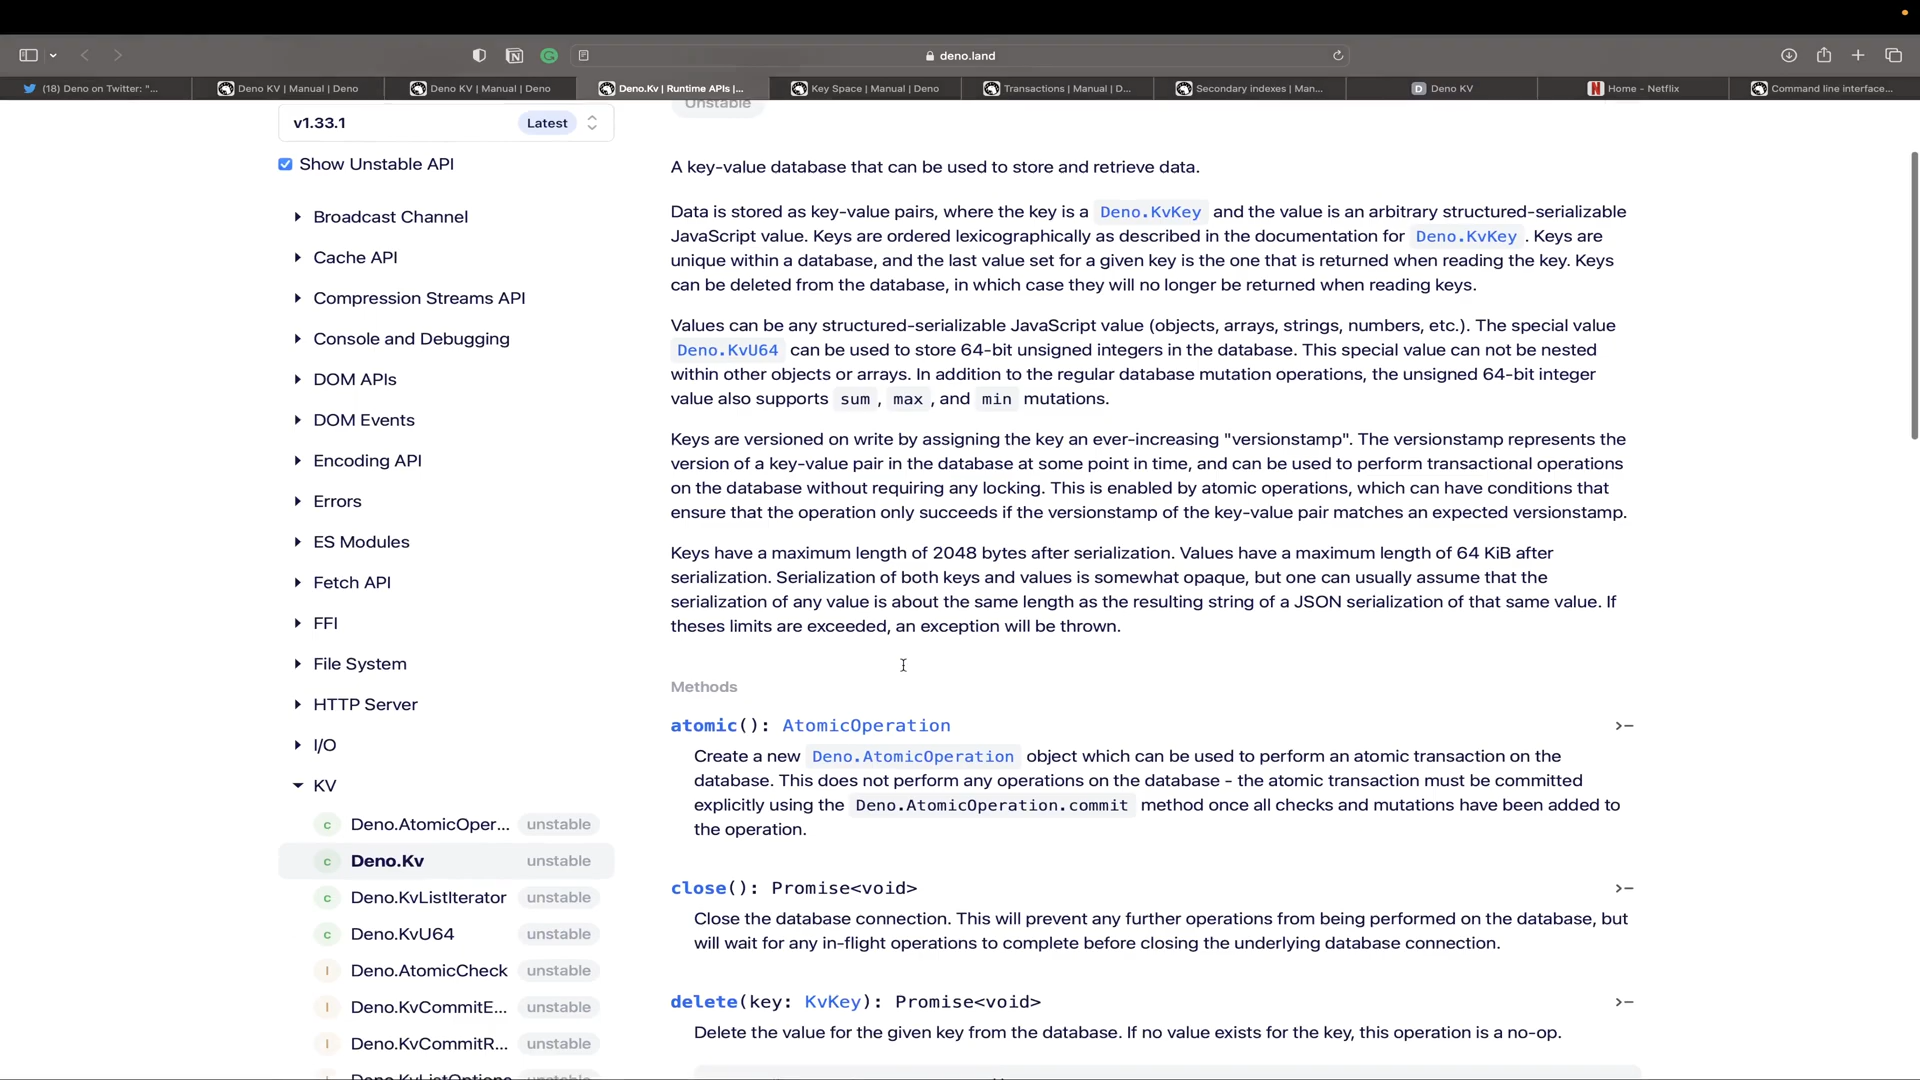 deno.land
(18) Deno on Twitter: "...
Deno KV | Manual | Deno
Deno KV | Manual | Deno
Deno.Kv | Runtime APIs |...
Key Space | Manual | Deno
Transactions | Manual | D...
Secondary indexes | Man...
D Deno KV
N Home - Netflix
Command line interface...
v1.33.1 Latest
Show Unstable API
Broadcast Channel
Cache API
Compression Streams API
Console and Debugging
DOM APIs
DOM Events
Encoding API
Errors
ES Modules
Fetch API
FFI
File System
HTTP Server
I/O
KV
c Deno.AtomicOper... unstable
c Deno.Kv unstable
c Deno.KvListIterator unstable
c Deno.KvU64 unstable
I Deno.AtomicCheck unstable
I Deno.KvCommitE... unstable
I Deno.KvCommitR... unstable
Deno.KvListOptions unstable
Unstable
A key-value database that can be used to store and retrieve data.
Data is stored as key-value pairs, where the key is a Deno.KvKey and the value is an arbitrary structured-serializable
JavaScript value. Keys are ordered lexicographically as described in the documentation for Deno.KvKey . Keys are
unique within a database, and the last value set for a given key is the one that is returned when reading the key. Keys
can be deleted from the database, in which case they will no longer be returned when reading keys.
Values can be any structured-serializable JavaScript value (objects, arrays, strings, numbers, etc.). The special value
Deno.KvU64 can be used to store 64-bit unsigned integers in the database. This special value can not be nested
within other objects or arrays. In addition to the regular database mutation operations, the unsigned 64-bit integer
value also supports sum , max , and min mutations.
Keys are versioned on write by assigning the key an ever-increasing "versionstamp". The versionstamp represents the
version of a key-value pair in the database at some point in time, and can be used to perform transactional operations
on the database without requiring any locking. This is enabled by atomic operations, which can have conditions that
ensure that the operation only succeeds if the versionstamp of the key-value pair matches an expected versionstamp.
Keys have a maximum length of 2048 bytes after serialization. Values have a maximum length of 64 KiB after
serialization. Serialization of both keys and values is somewhat opaque, but one can usually assume that the
serialization of any value is about the same length as the resulting string of a JSON serialization of that same value. If
theses limits are exceeded, an exception will be thrown.
Methods
atomic(): AtomicOperation
Create a new Deno.AtomicOperation object which can be used to perform an atomic transaction on the
database. This does not perform any operations on the database - the atomic transaction must be committed
explicitly using the Deno.AtomicOperation.commit method once all checks and mutations have been added to
the operation.
close(): Promise<void>
Close the database connection. This will prevent any further operations from being performed on the database, but
will wait for any in-flight operations to complete before closing the underlying database connection.
delete(key: KvKey): Promise<void>
Delete the value for the given key from the database. If no value exists for the key, this operation is a no-op.